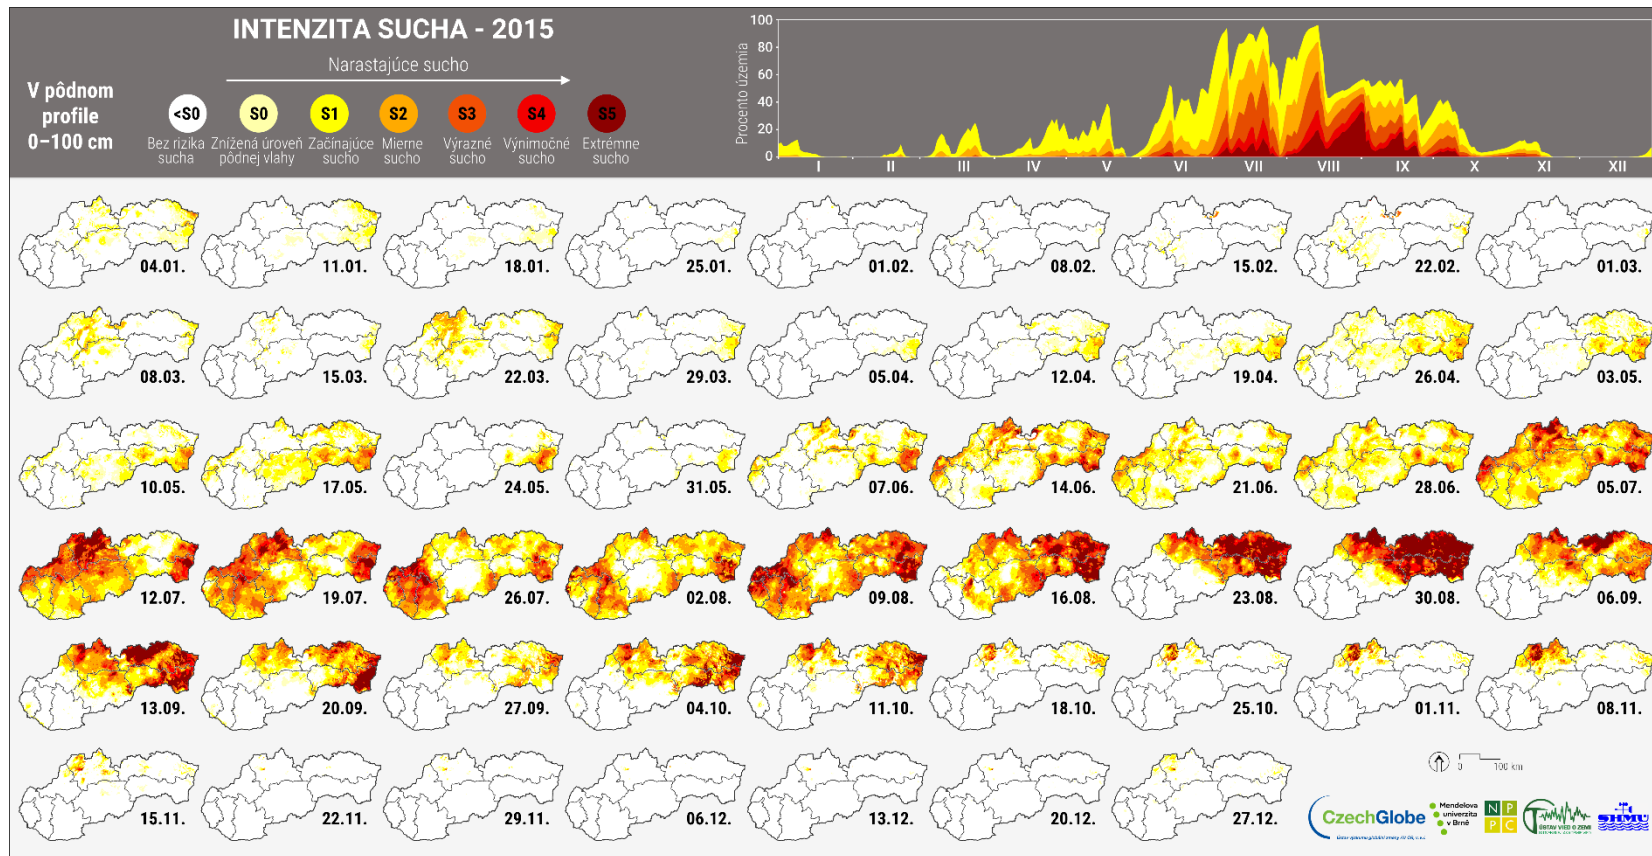 INTENZITA SUCHA - 2015
Narastajúce sucho
V pôdnom
profile
0–100 cm
<S0 S0 S1 S2 S3 S4 S5
Bez rizika sucha
Znížená úroveň pôdnej vlahy
Začínajúce sucho
Mierne sucho
Výrazné sucho
Výnimočné sucho
Extrémne sucho
Procento územia
100
80
60
40
20
0
I II III IV V VI VII VIII IX X XI XII
04.01. 11.01. 18.01. 25.01. 01.02. 08.02. 15.02. 22.02. 01.03.
08.03. 15.03. 22.03. 29.03. 05.04. 12.04. 19.04. 26.04. 03.05.
10.05. 17.05. 24.05. 31.05. 07.06. 14.06. 21.06. 28.06. 05.07.
12.07. 19.07. 26.07. 02.08. 09.08. 16.08. 23.08. 30.08. 06.09.
13.09. 20.09. 27.09. 04.10. 11.10. 18.10. 25.10. 01.11. 08.11.
15.11. 22.11. 29.11. 06.12. 13.12. 20.12. 27.12.
0 100 km
CzechGlobe
Mendelova
univerzita
v Brně
N P
P C
ÚSTAV VIED O ZEMI
SHMÚ